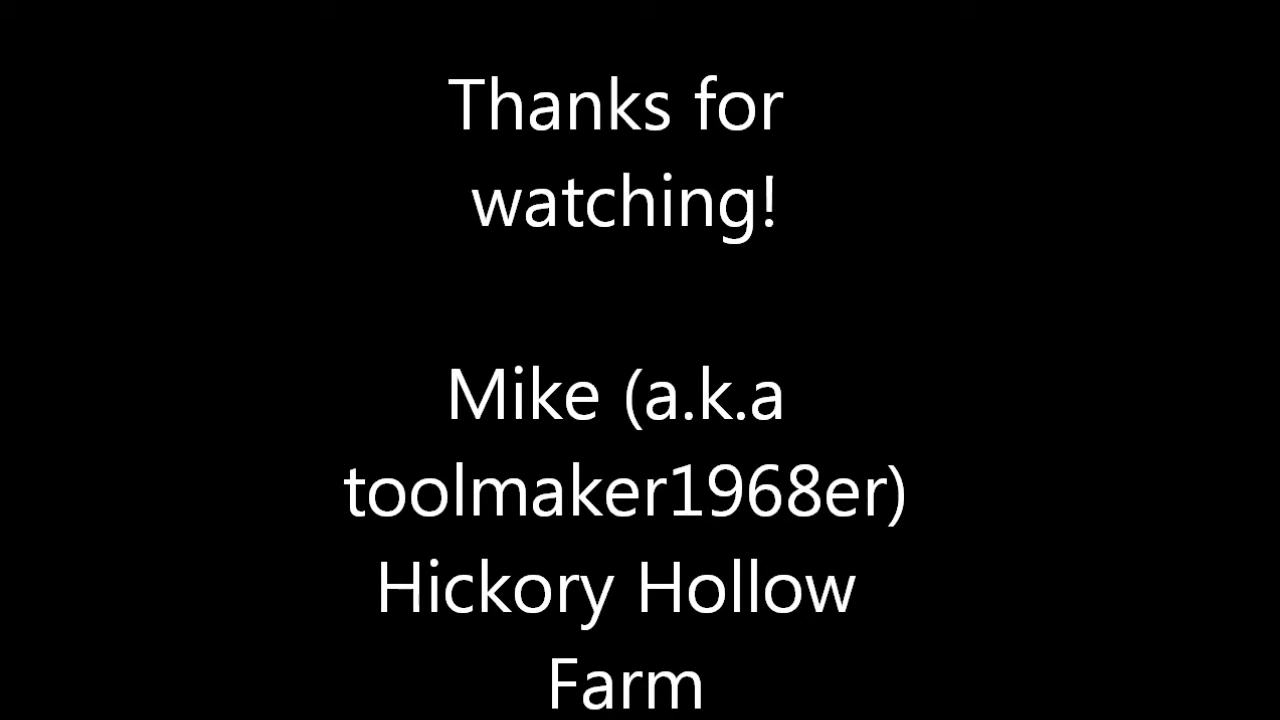 Thanks for
watching!
Mike (a.k.a
toolmaker1968er)
Hickory Hollow
Farm